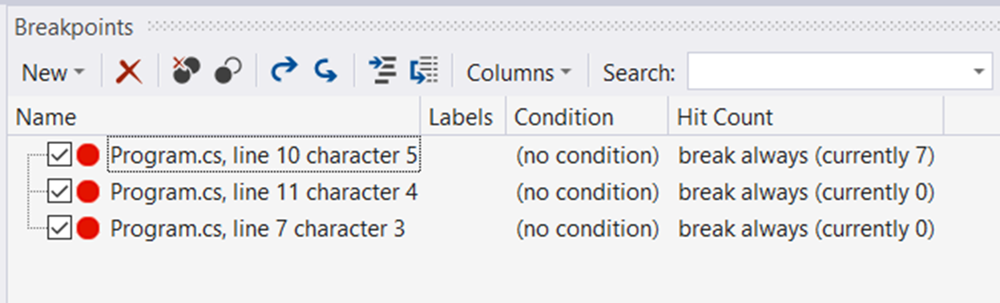 Breakpoints
New Columns Search:
Name Labels Condition Hit Count
Program.cs, line 10 character 5 (no condition) break always (currently 7)
Program.cs, line 11 character 4 (no condition) break always (currently 0)
Program.cs, line 7 character 3 (no condition) break always (currently 0)